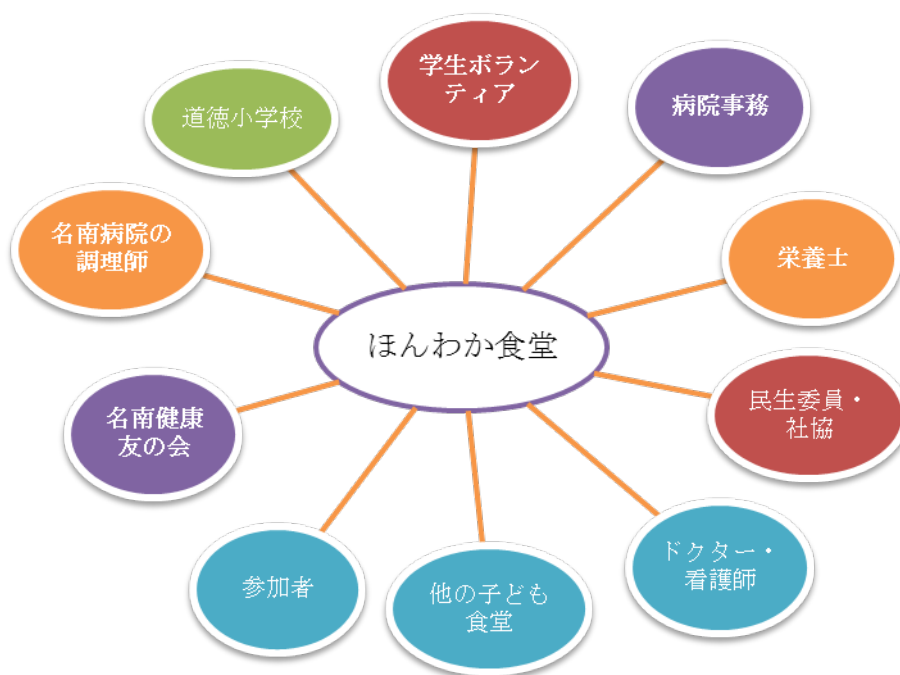 学生ボラン
ティア
病院事務
道徳小学校
名南病院の
調理師
栄養士
ほんわか食堂
民生委員・
社協
名南健康
友の会
ドクター・
看護師
参加者
他の子ども
食堂